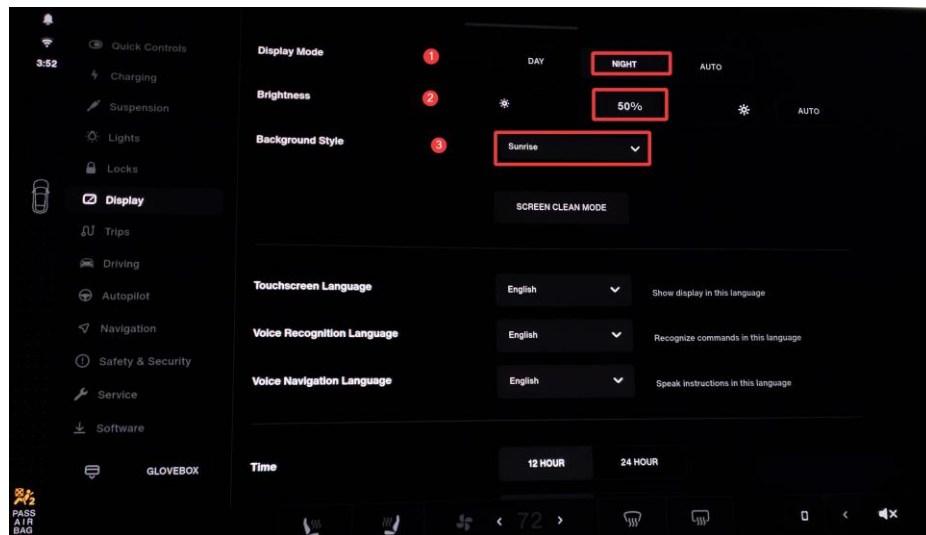 3:52
Quick Controls
Charging
Suspension
Lights
Locks
Display
Trips
Driving
Autopilot
Navigation
Safety & Security
Service
Software
GLOVEBOX
PASS
AIR
BAG
2
Display Mode 1 DAY NIGHT AUTO
Brightness 2 50% AUTO
Background Style 3 Sunrise
SCREEN CLEAN MODE
Touchscreen Language English Show display in this language
Voice Recognition Language English Recognize commands in this language
Voice Navigation Language English Speak instructions in this language
Time 12 HOUR 24 HOUR
72